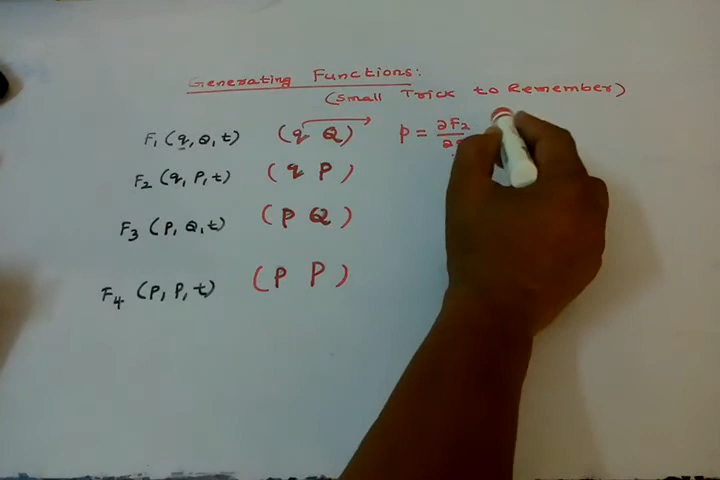 Generating Functions:
(Small Trick to Remember)
F₁ (q, Q, t) (q Q) p = ∂F₂
F₂ (q, P, t) (q P)
F₃ (p, Q, t) (p Q)
F₄ (p, P, t) (p P)